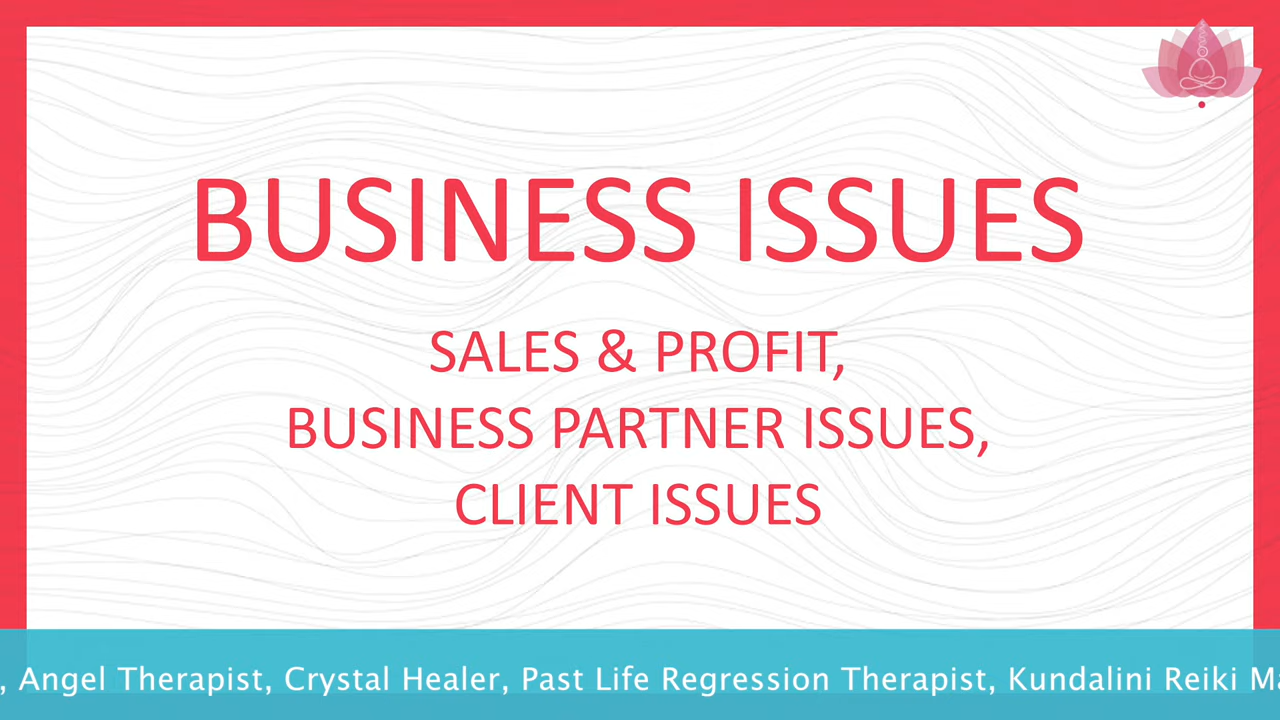 BUSINESS ISSUES
SALES & PROFIT,
BUSINESS PARTNER ISSUES,
CLIENT ISSUES
, Angel Therapist, Crystal Healer, Past Life Regression Therapist, Kundalini Reiki